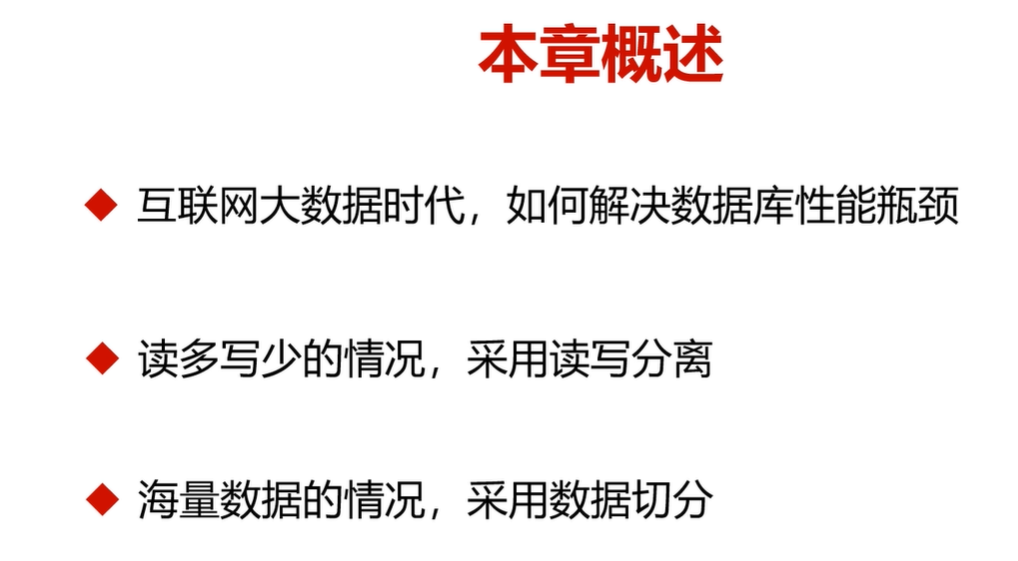 本章概述
互联网大数据时代，如何解决数据库性能瓶颈
读多写少的情况，采用读写分离
海量数据的情况，采用数据切分